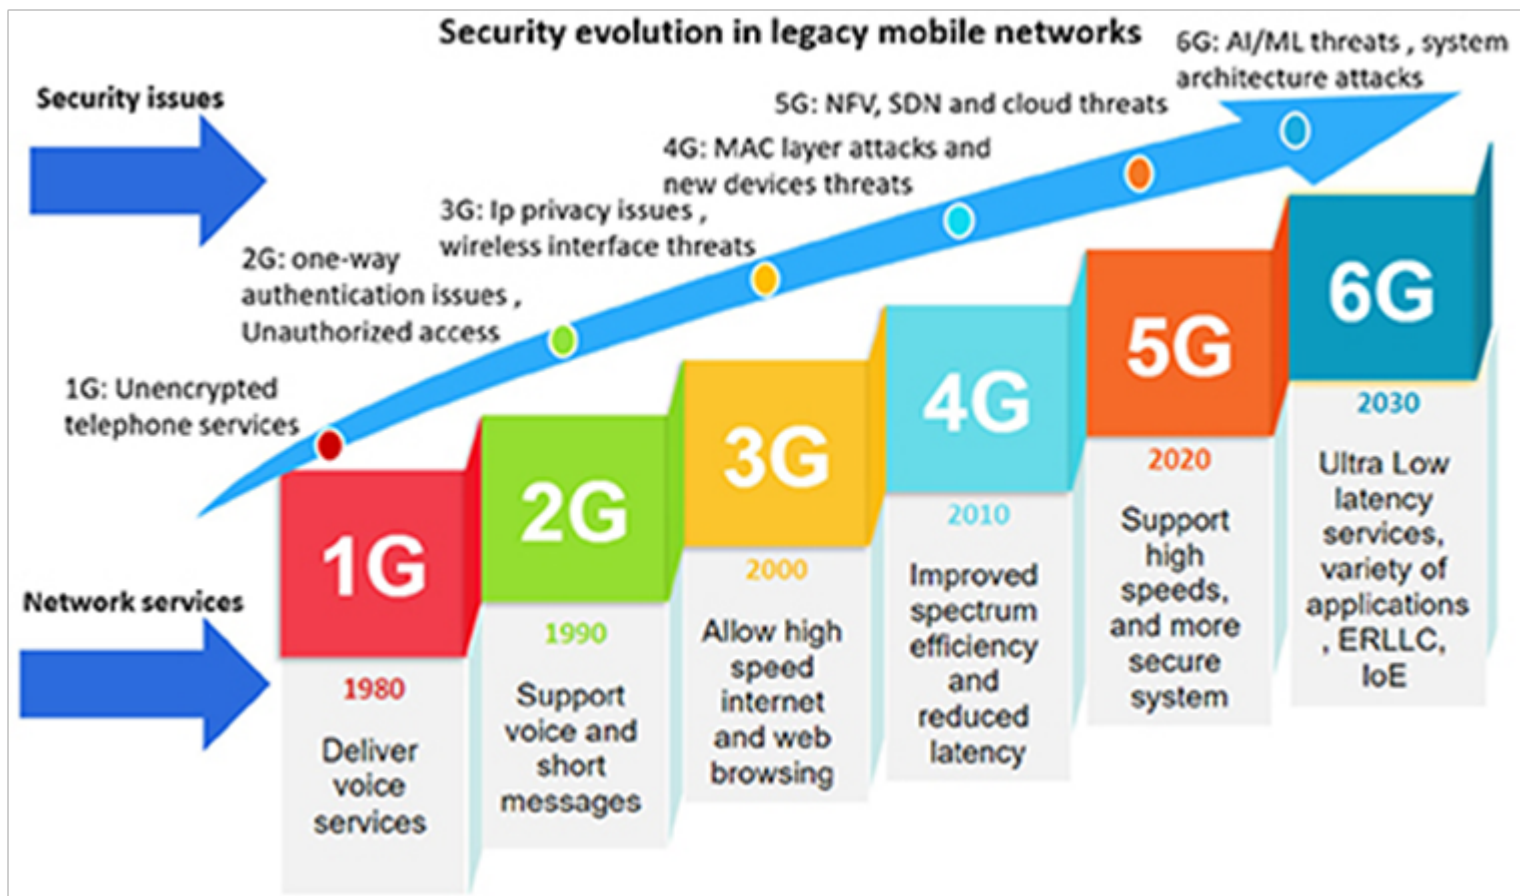 Security evolution in legacy mobile networks
Security issues
6G: AI/ML threats , system
architecture attacks
5G: NFV, SDN and cloud threats
4G: MAC layer attacks and
new devices threats
3G: Ip privacy issues ,
wireless interface threats
2G: one-way
authentication issues ,
Unauthorized access
1G: Unencrypted
telephone services
Network services
1G
1980
Deliver
voice
services
2G
1990
Support
voice and
short
messages
3G
2000
Allow high
speed
internet
and web
browsing
4G
2010
Improved
spectrum
efficiency
and
reduced
latency
5G
2020
Support
high
speeds,
and more
secure
system
6G
2030
Ultra Low
latency
services,
variety of
applications
, ERLLC,
IoE